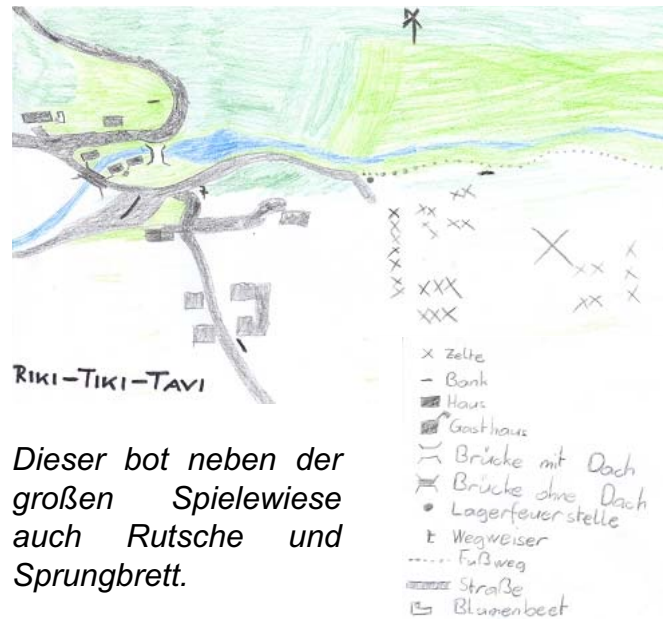 RIKI-TIKI-TAVI
x Zelte
- Bank
Haus
Gasthaus
Brücke mit Dach
Brücke ohne Dach
Lagerfeuerstelle
Wegweiser
Fußweg
Straße
Blumenbeet
Dieser bot neben der
großen Spielewiese
auch Rutsche und
Sprungbrett.